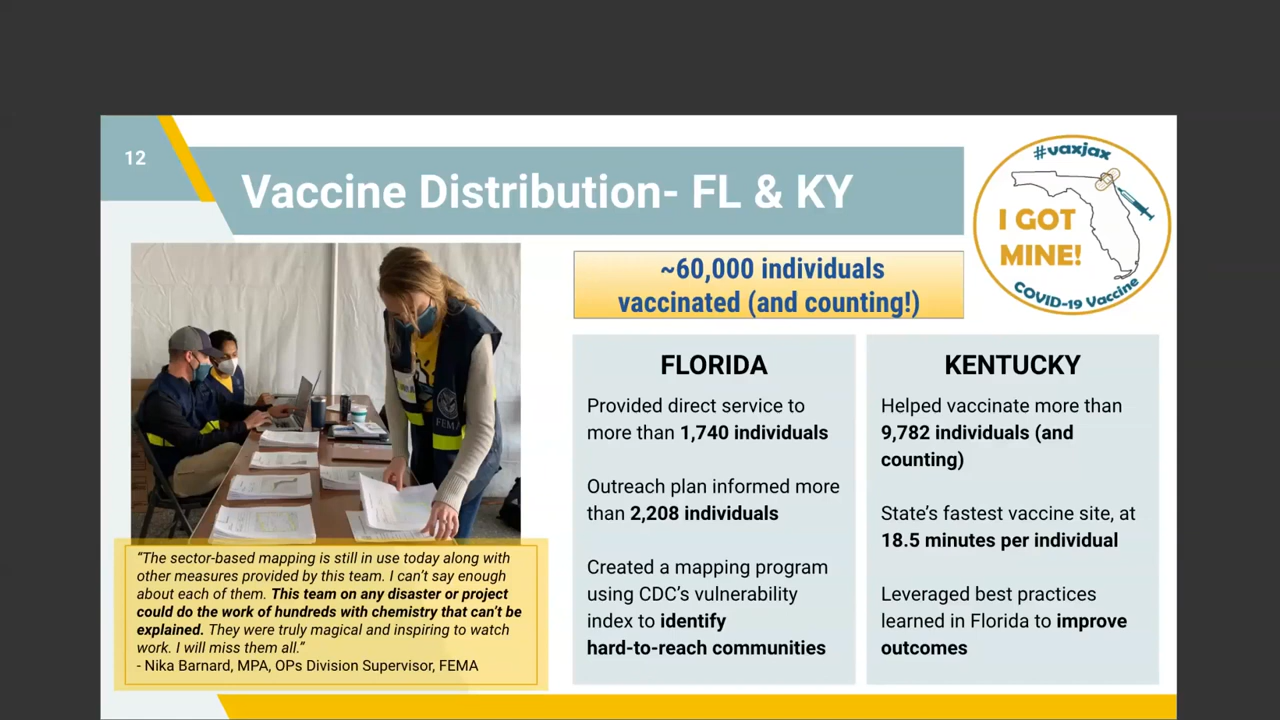 12
Vaccine Distribution- FL & KY
#vaxjax
I GOT
MINE!
COVID-19 Vaccine
~60,000 individuals
vaccinated (and counting!)
FEMA
"The sector-based mapping is still in use today along with
other measures provided by this team. I can't say enough
about each of them. This team on any disaster or project
could do the work of hundreds with chemistry that can't be
explained. They were truly magical and inspiring to watch
work. I will miss them all."
- Nika Barnard, MPA, OPs Division Supervisor, FEMA
FLORIDA
Provided direct service to
more than 1,740 individuals
Outreach plan informed more
than 2,208 individuals
Created a mapping program
using CDC's vulnerability
index to identify
hard-to-reach communities
KENTUCKY
Helped vaccinate more than
9,782 individuals (and
counting)
State's fastest vaccine site, at
18.5 minutes per individual
Leveraged best practices
learned in Florida to improve
outcomes